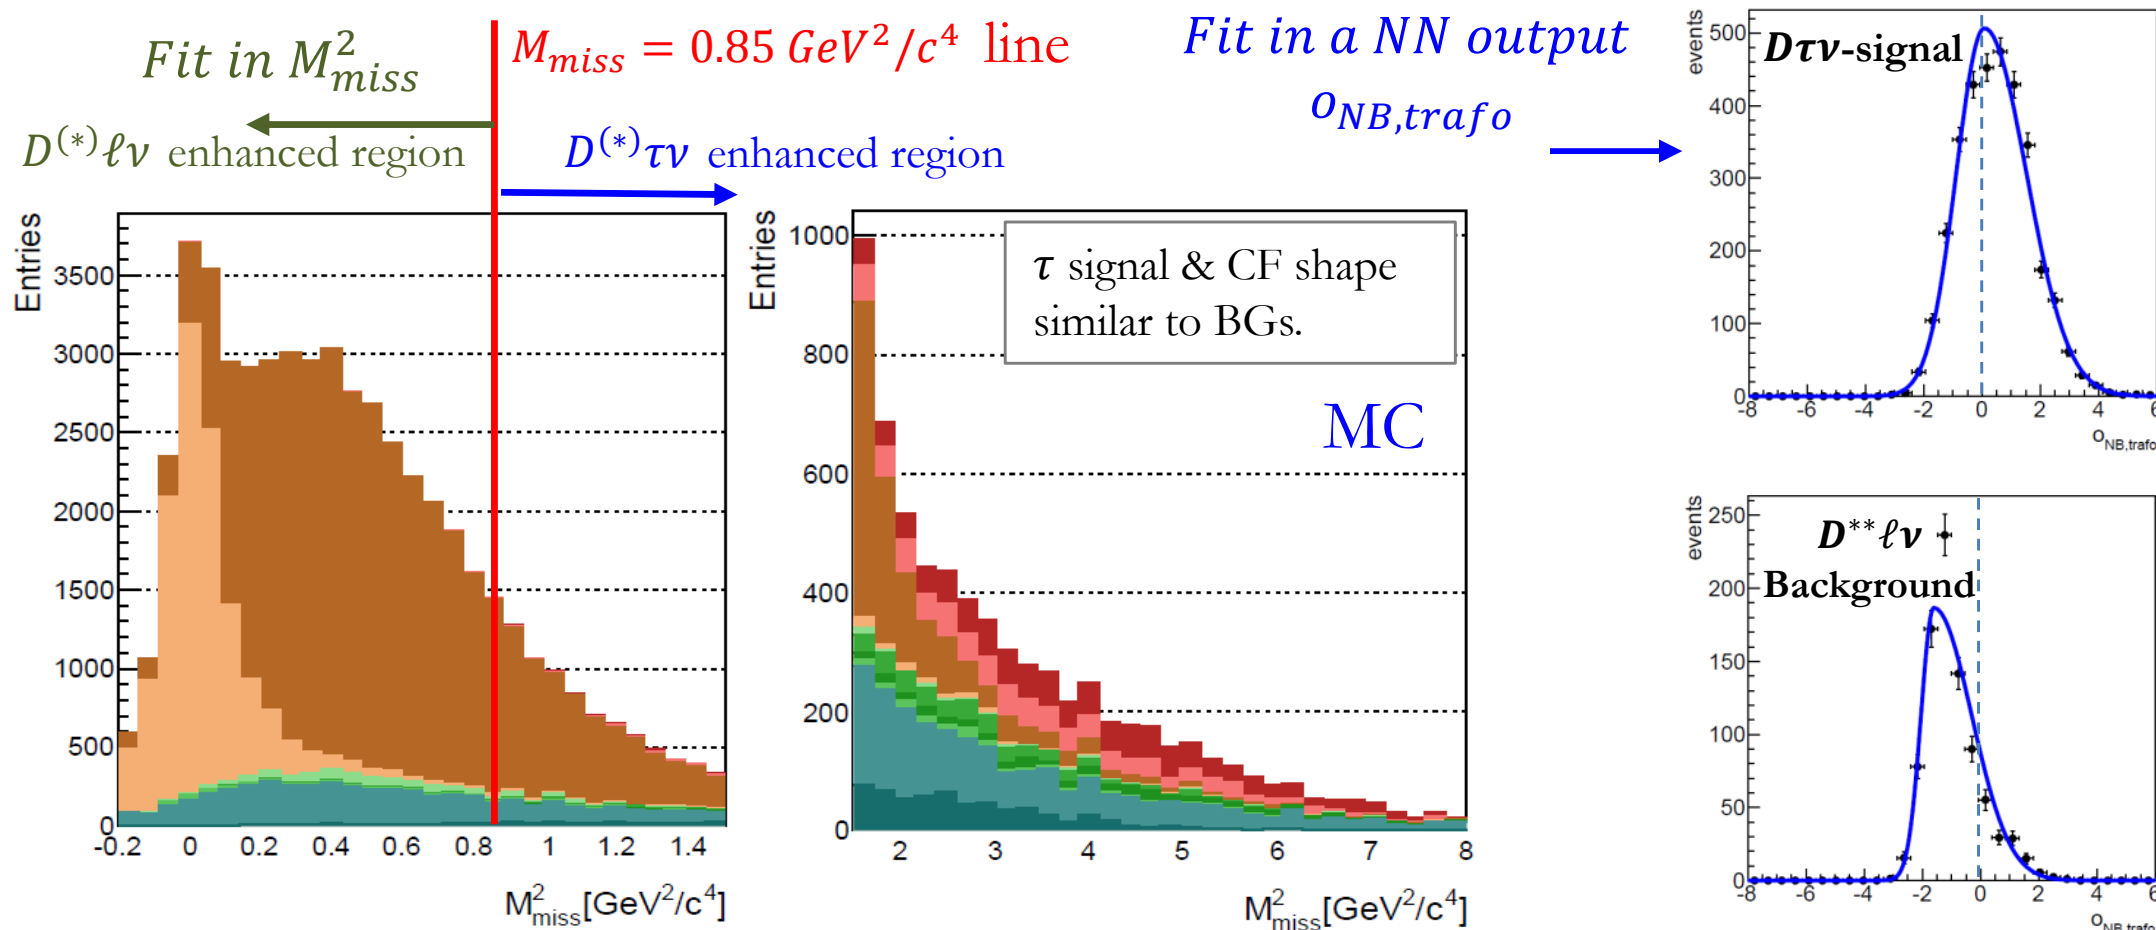 Fit in M²miss
D(*)ℓν enhanced region
Mmiss = 0.85 GeV²/c⁴ line
D(*)τν enhanced region
Fit in a NN output
oNB,trafo
Entries
3500
3000
2500
2000
1500
1000
500
0
-0.2 0 0.2 0.4 0.6 0.8 1 1.2 1.4
M²miss[GeV²/c⁴]
Entries
1000
800
600
400
200
0
2 3 4 5 6 7 8
M²miss[GeV²/c⁴]
τ signal & CF shape
similar to BGs.
MC
events
500
400
300
200
100
0
-8 -6 -4 -2 0 2 4 6
oNB,trafo
Dτν-signal
events
250
200
150
100
50
0
-8 -6 -4 -2 0 2 4 6
oNB,trafo
D**ℓν
Background